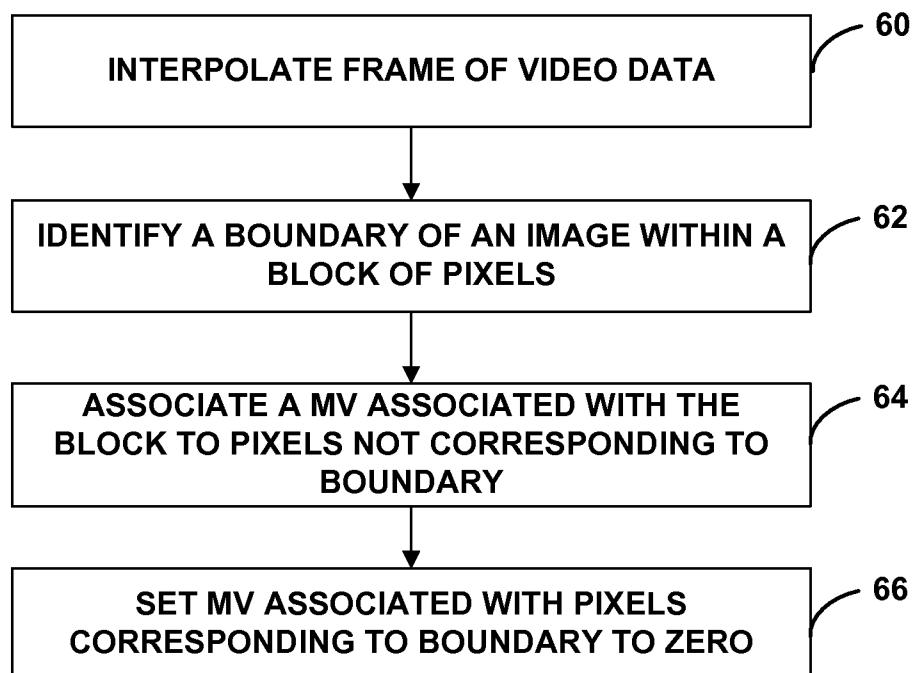 60
INTERPOLATE FRAME OF VIDEO DATA
62
IDENTIFY A BOUNDARY OF AN IMAGE WITHIN A
BLOCK OF PIXELS
64
ASSOCIATE A MV ASSOCIATED WITH THE
BLOCK TO PIXELS NOT CORRESPONDING TO
BOUNDARY
66
SET MV ASSOCIATED WITH PIXELS
CORRESPONDING TO BOUNDARY TO ZERO